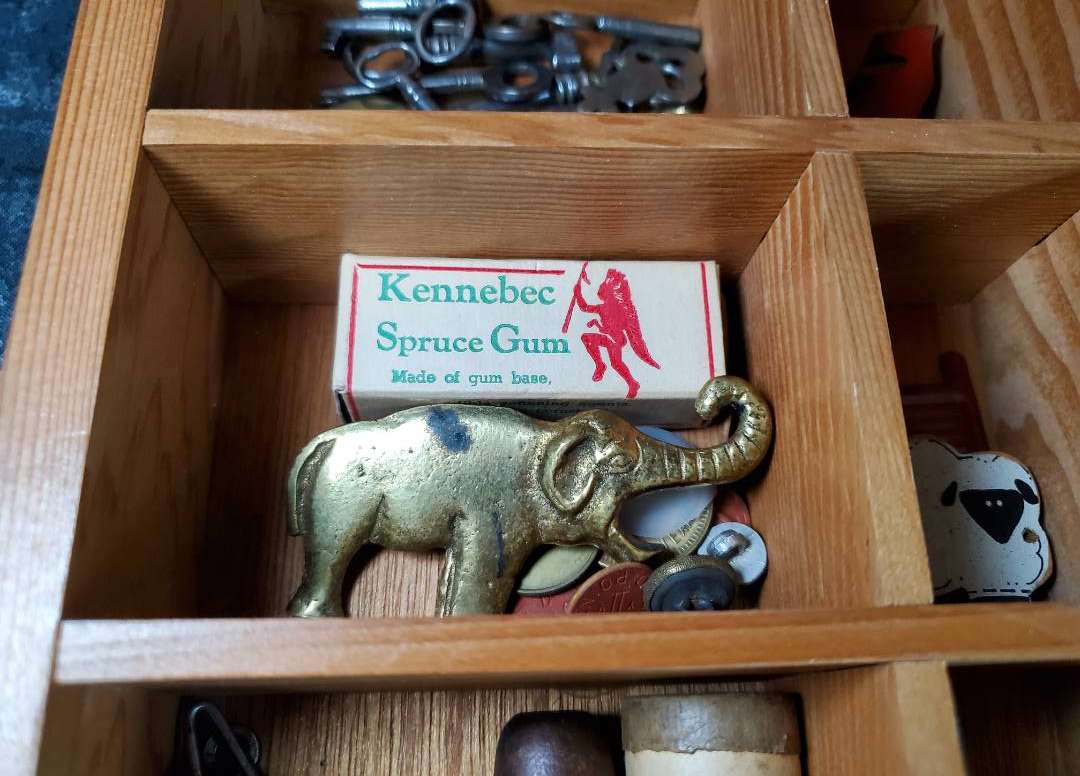 Kennebec
Spruce Gum
Made of gum base,